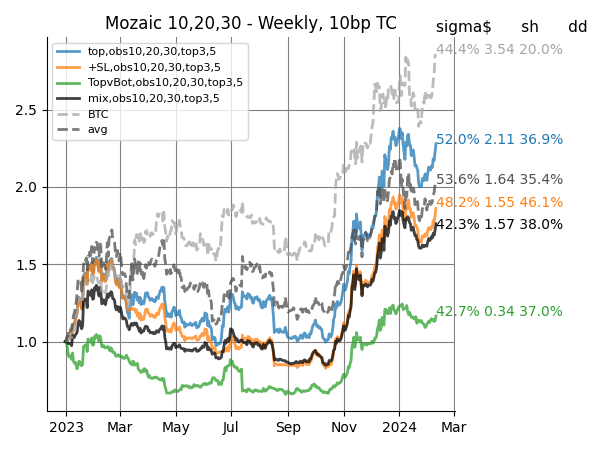 Mozaic 10,20,30 - Weekly, 10bp TC
sigma$ sh dd
top,obs10,20,30,top3,5
+SL,obs10,20,30,top3,5
TopvBot,obs10,20,30,top3,5
mix,obs10,20,30,top3,5
BTC
avg
44.4% 3.54 20.0%
52.0% 2.11 36.9%
53.6% 1.64 35.4%
48.2% 1.55 46.1%
42.3% 1.57 38.0%
42.7% 0.34 37.0%
2.5
2.0
1.5
1.0
2023 Mar May Jul Sep Nov 2024 Mar